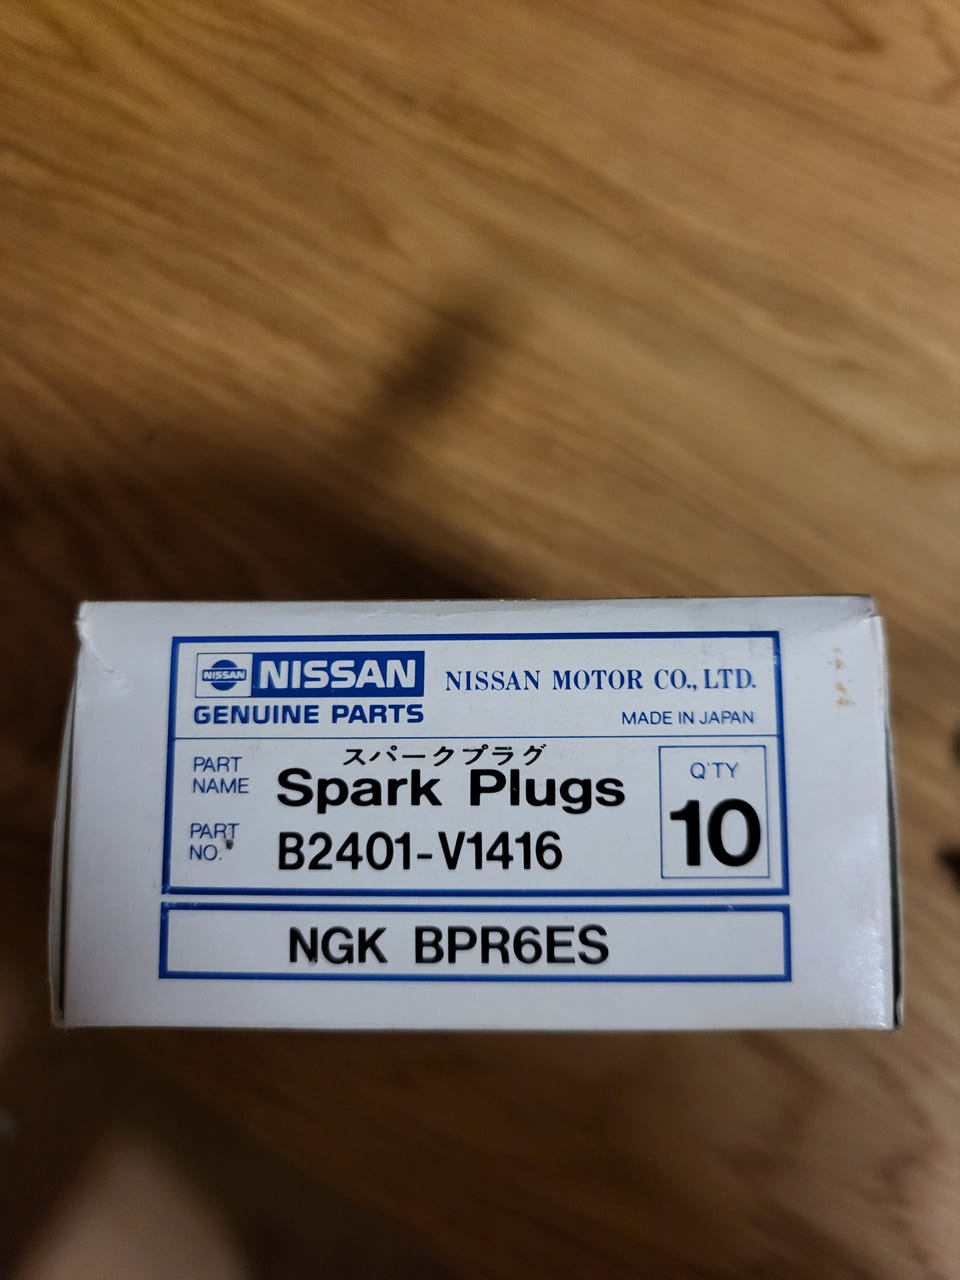 NISSAN NISSAN NISSAN MOTOR CO., LTD.
GENUINE PARTS MADE IN JAPAN
PART NAME
スパークプラグ
Spark Plugs
Q'TY
10
PART NO.
B2401-V1416
NGK BPR6ES